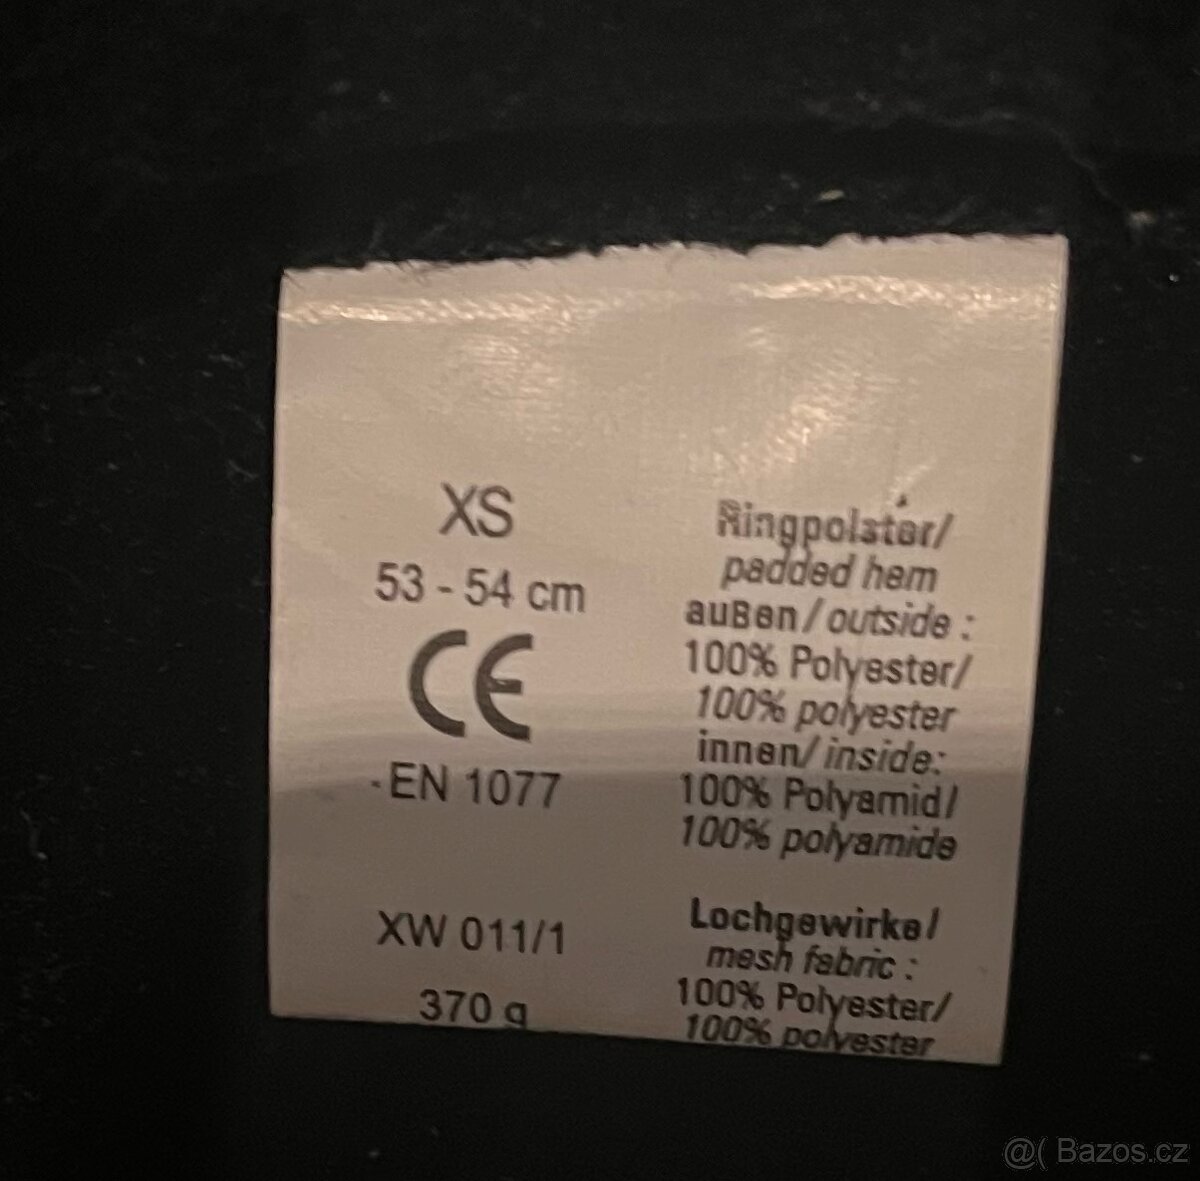 XS
53 - 54 cm
CE
EN 1077
XW 011/1
370 g
Ringpolster/
padded hem
außen/outside :
100% Polyester/
100% polyester
innen/inside:
100% Polyamid/
100% polyamide
Lochgewirke/
mesh fabric :
100% Polyester/
100% polyester
@( Bazos.cz